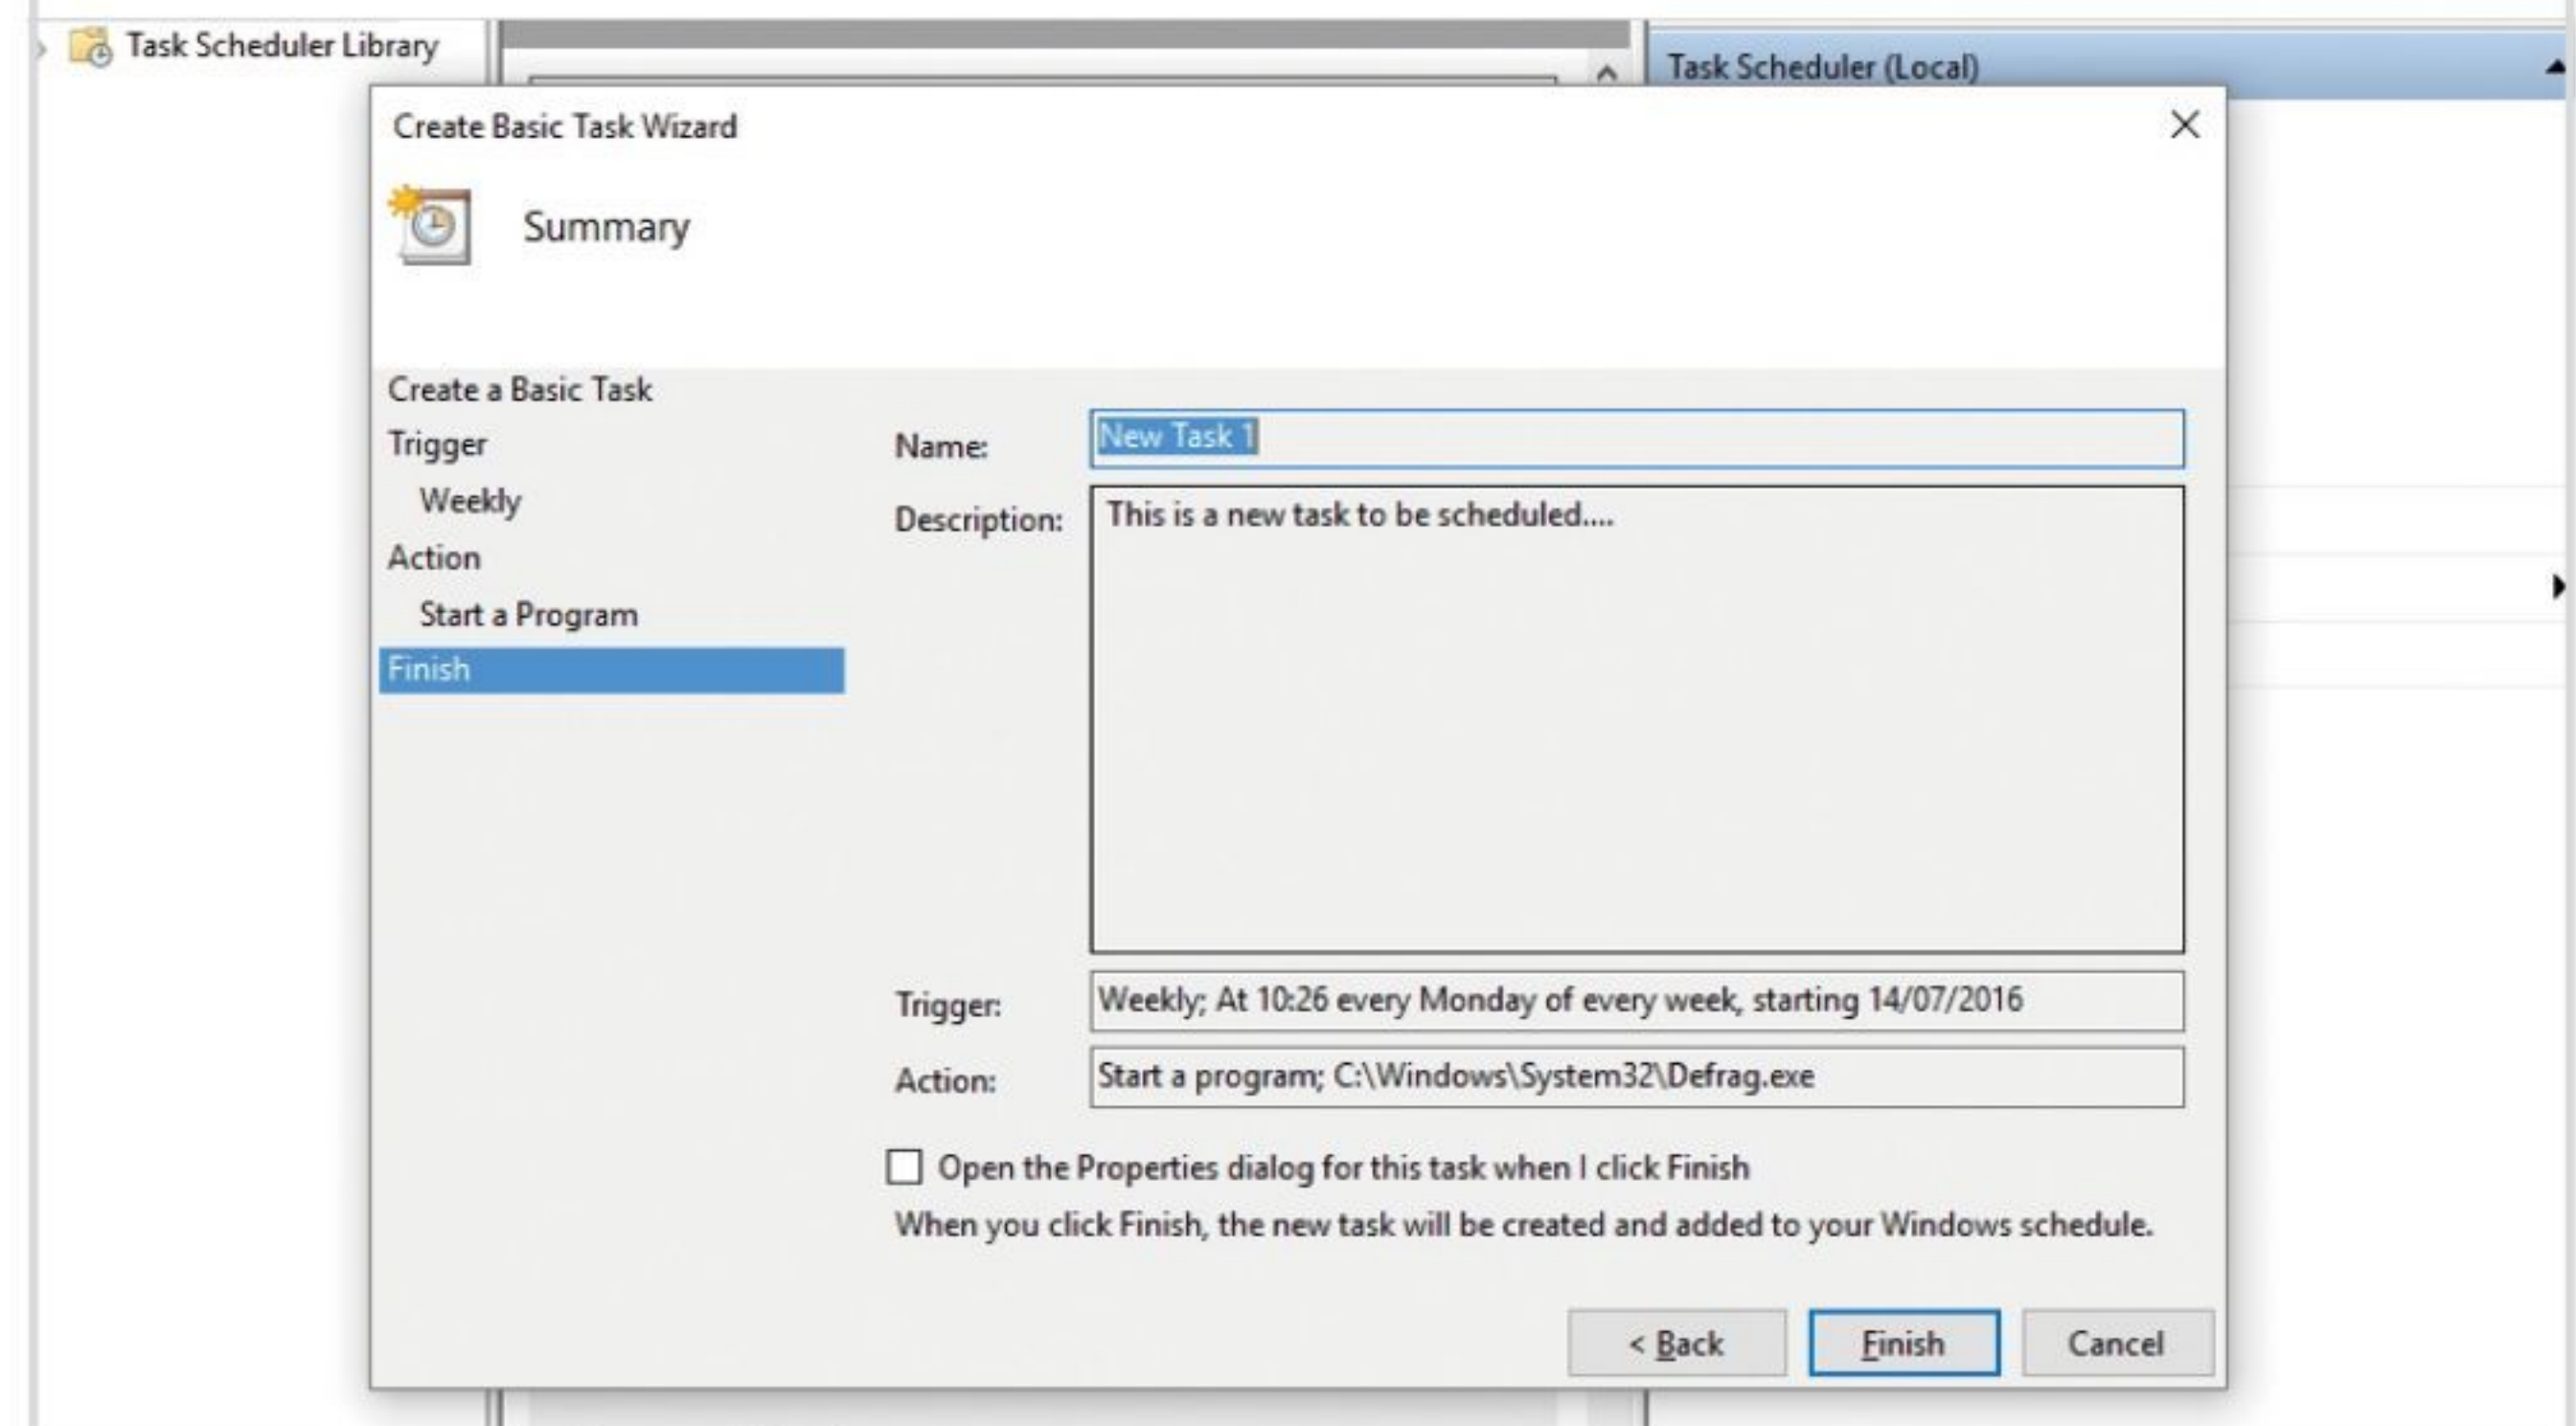 Task Scheduler Library
Task Scheduler (Local)
Create Basic Task Wizard
Summary
Create a Basic Task
Trigger
Weekly
Action
Start a Program
Finish
Name: New Task 1
Description: This is a new task to be scheduled....
Trigger: Weekly; At 10:26 every Monday of every week, starting 14/07/2016
Action: Start a program; C:\Windows\System32\Defrag.exe
Open the Properties dialog for this task when I click Finish
When you click Finish, the new task will be created and added to your Windows schedule.
< Back Finish Cancel